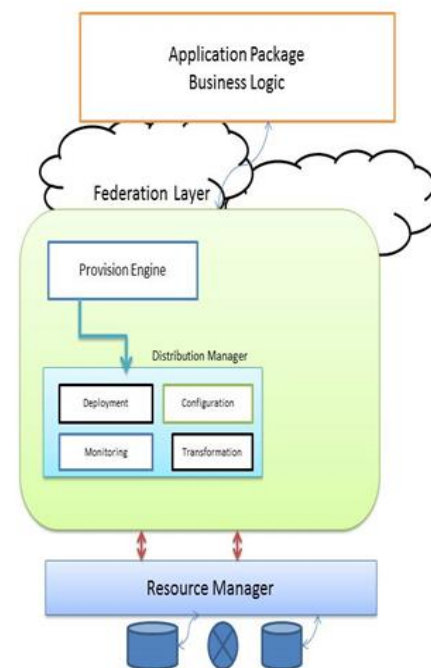 Application Package
Business Logic
Federation Layer
Provision Engine
Distribution Manager
Deployment
Configuration
Monitoring
Transformation
Resource Manager